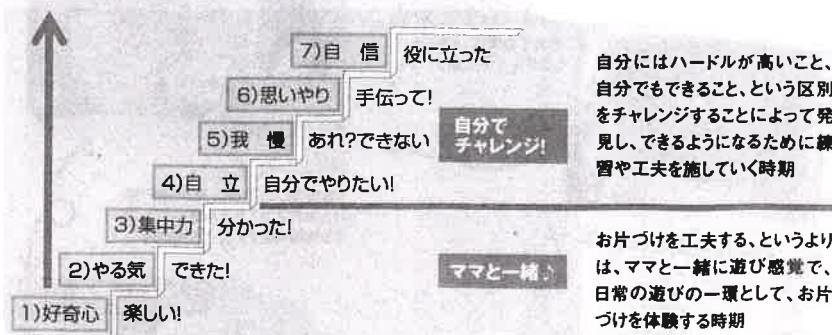 7)自 信 役に立った
6)思いやり 手伝って!
5)我 慢 あれ?できない
4)自 立 自分でやりたい!
3)集中力 分かった!
2)やる気 できた!
1)好奇心 楽しい!
自分で
チャレンジ!
自分にはハードルが高いこと、
自分でもできること、という区別
をチャレンジすることによって発
見し、できるようになるために練
習や工夫を施していく時期
ママと一緒♪
お片づけを工夫する、というより
は、ママと一緒に遊び感覚で、
日常の遊びの一環として、お片
づけを体験する時期